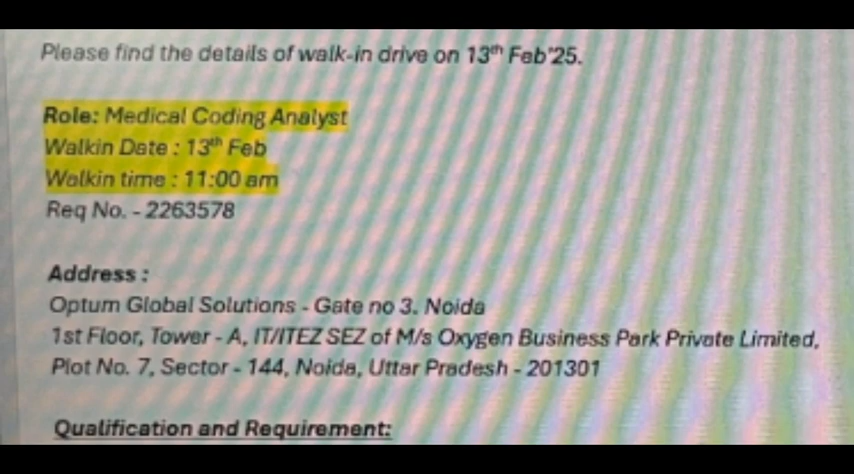 Please find the details of walk-in drive on 13th Feb'25.
Role: Medical Coding Analyst
Walkin Date : 13th Feb
Walkin time : 11:00 am
Req No. - 2263578
Address :
Optum Global Solutions - Gate no 3. Noida
1st Floor, Tower - A, IT/ITEZ SEZ of M/s Oxygen Business Park Private Limited,
Plot No. 7, Sector - 144, Noida, Uttar Pradesh - 201301
Qualification and Requirement: